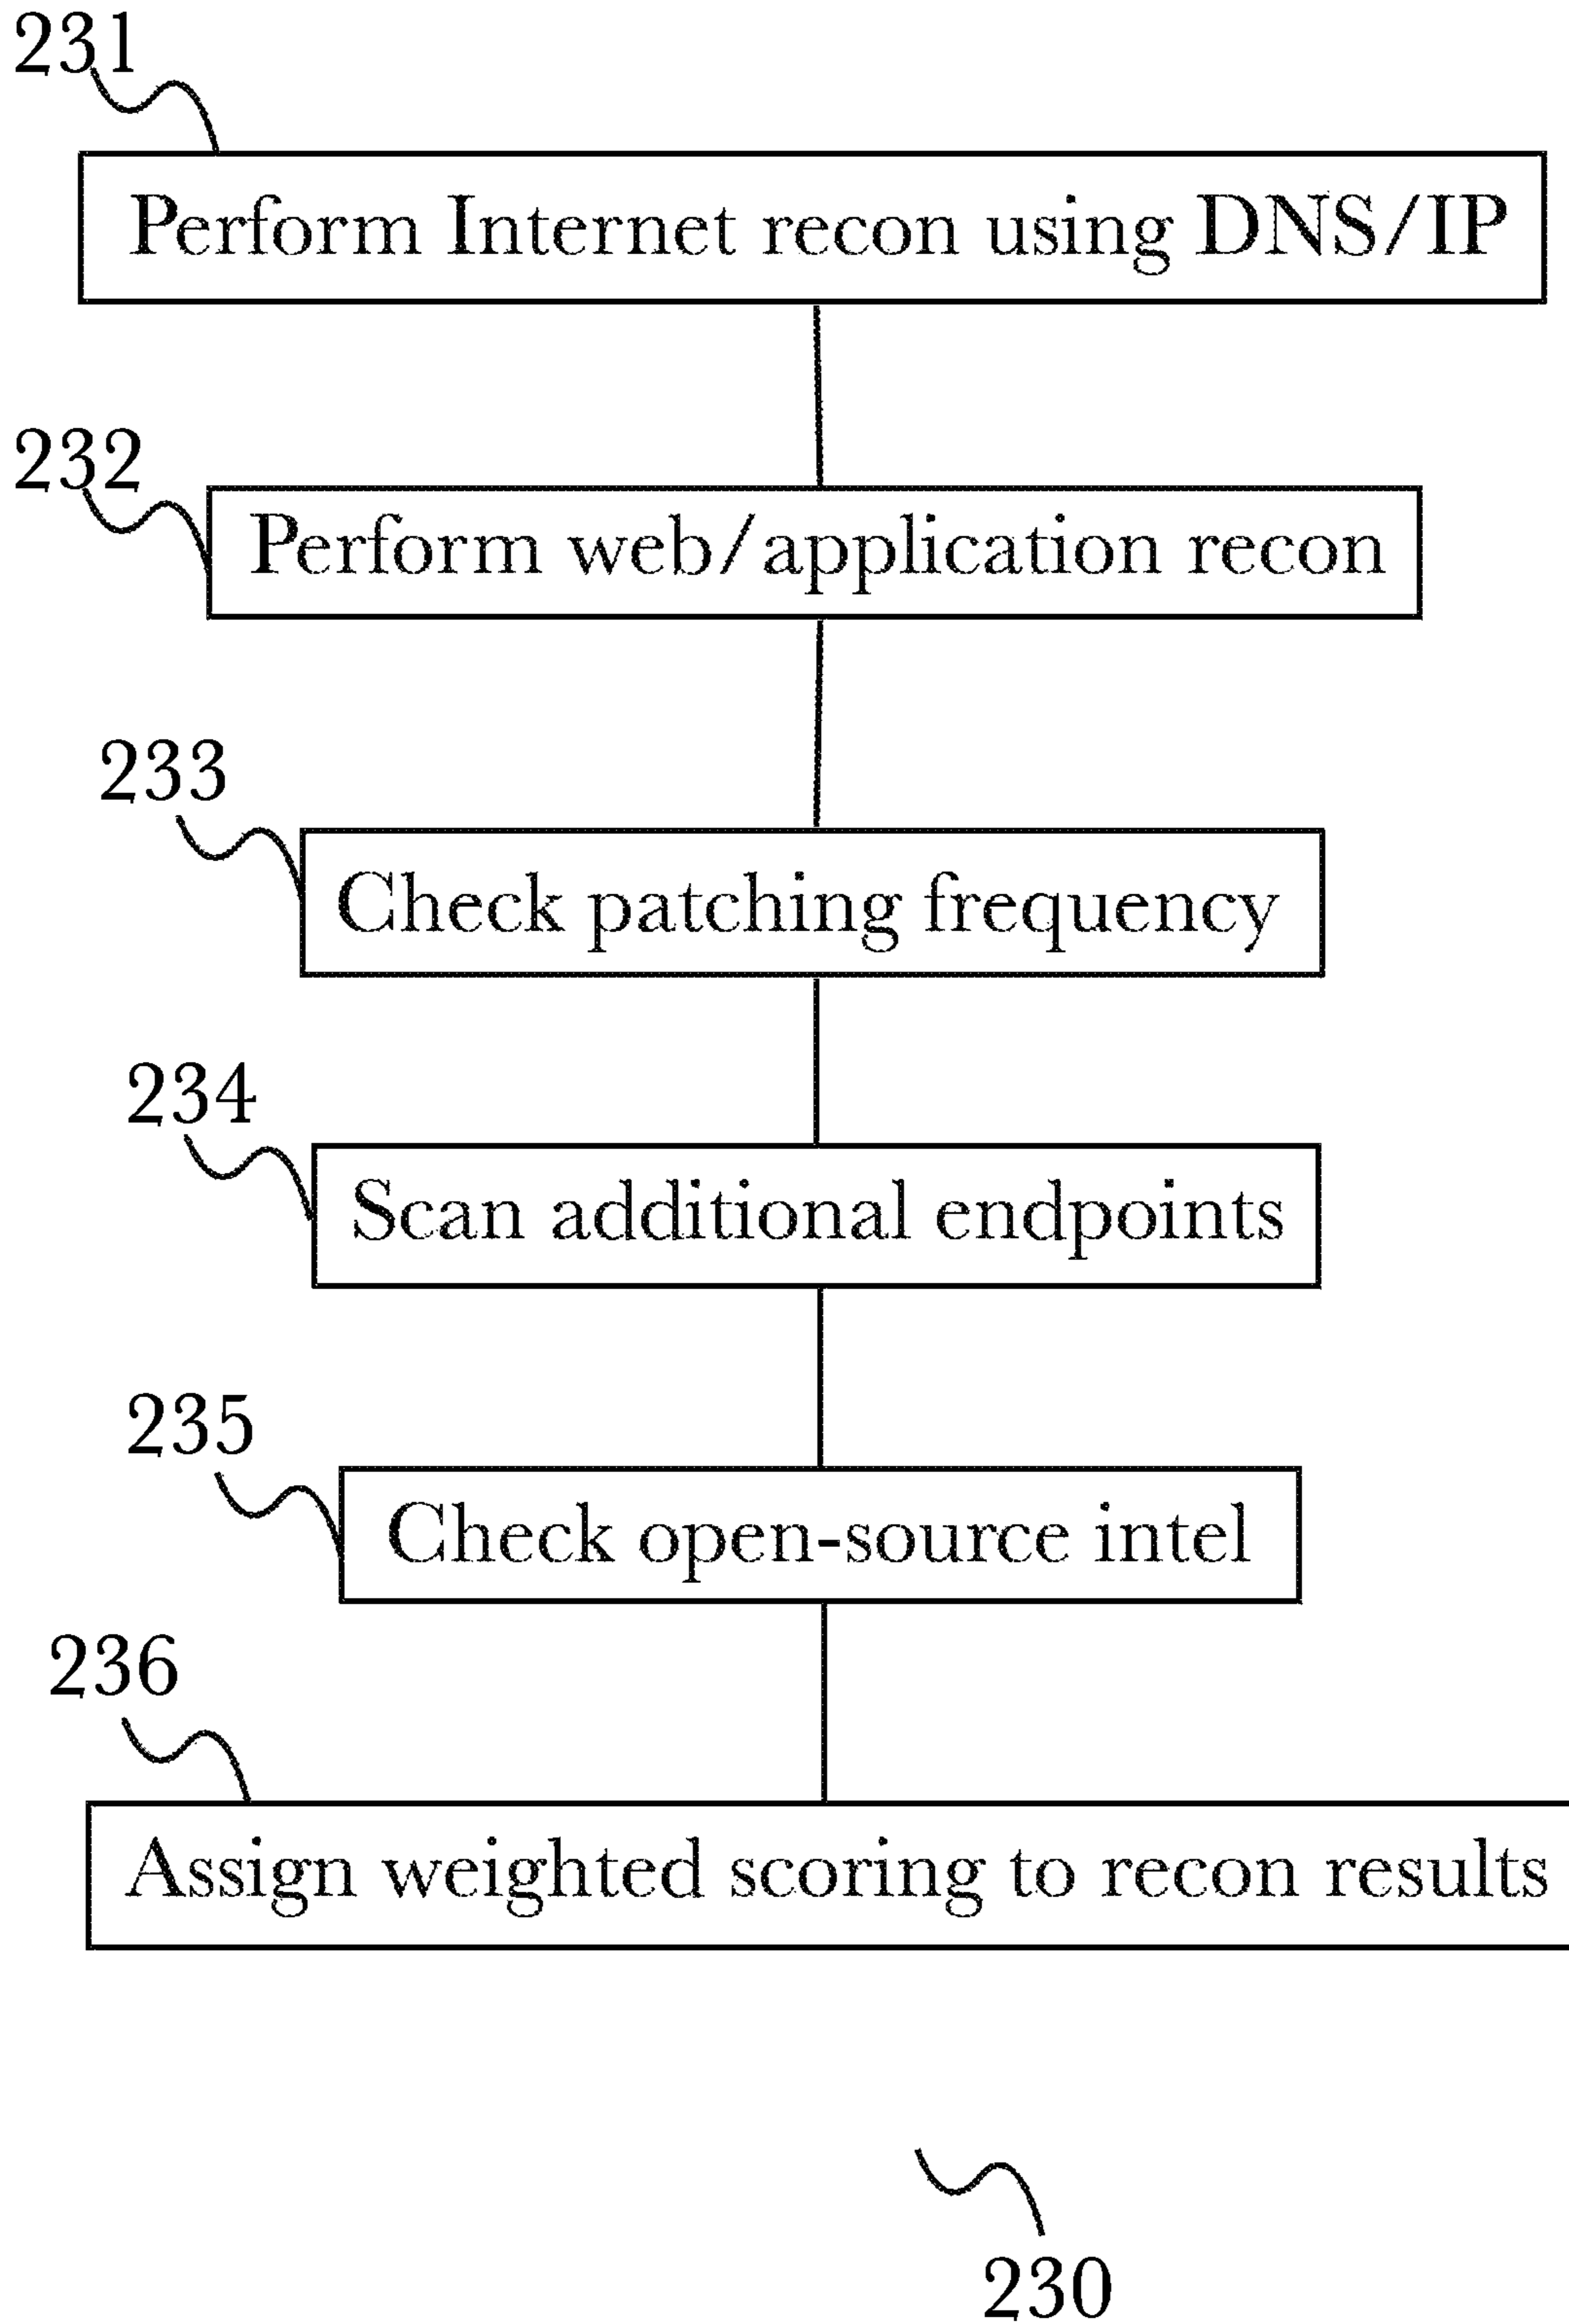 231
Perform Internet recon using DNS/IP
232
Perform web/application recon
233
Check patching frequency
234
Scan additional endpoints
235
Check open-source intel
236
Assign weighted scoring to recon results
230